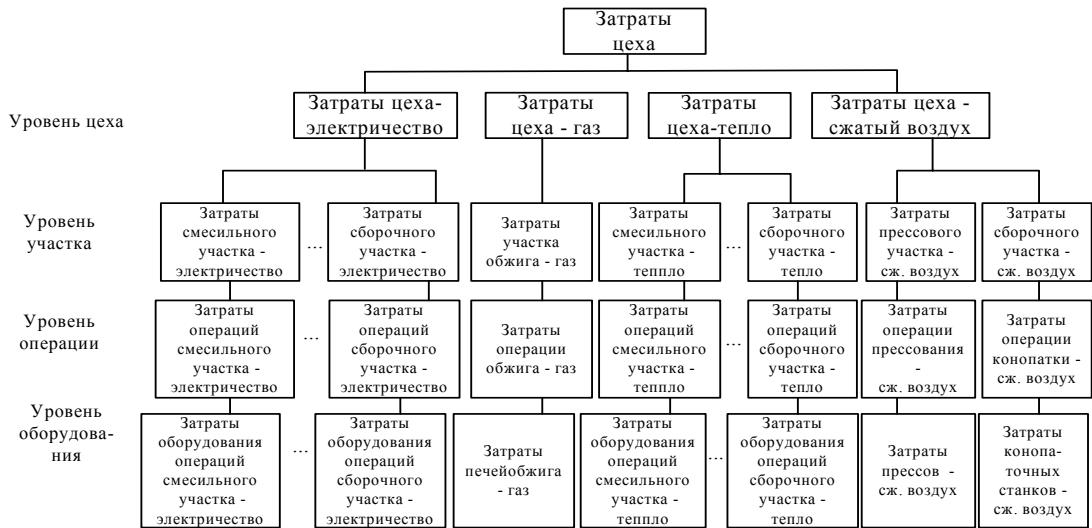 Затраты
цеха
Уровень цеха
Затраты цеха-
электричество
Затраты
цеха - газ
Затраты
цеха-тепло
Затраты цеха -
сжатый воздух
Уровень
участка
Затраты
смесильного
участка -
электричество
...
Затраты
сборочного
участка -
электричество
Затраты
участка
обжига - газ
Затраты
смесильного
участка -
теппло
...
Затраты
сборочного
участка -
тепло
Затраты
прессового
участка -
сж. воздух
Затраты
сборочного
участка -
сж. воздух
Уровень
операции
Затраты
операций
смесильного
участка -
электричество
...
Затраты
операций
сборочного
участка -
электричество
Затраты
операции
обжига - газ
Затраты
операций
смесильного
участка -
теппло
...
Затраты
операций
сборочного
участка -
тепло
Затраты
операции
прессования
-
сж. воздух
Затраты
операции
конопатки -
сж. воздух
Уровень
оборудова-
ния
Затраты
оборудования
операций
смесильного
участка -
электричество
...
Затраты
оборудования
операций
сборочного
участка -
электричество
Затраты
печейобжига
- газ
Затраты
оборудования
операций
смесильного
участка -
теппло
...
Затраты
оборудования
операций
сборочного
участка -
тепло
Затраты
прессов -
сж. воздух
Затраты
конопа-
точных
станков -
сж. воздух